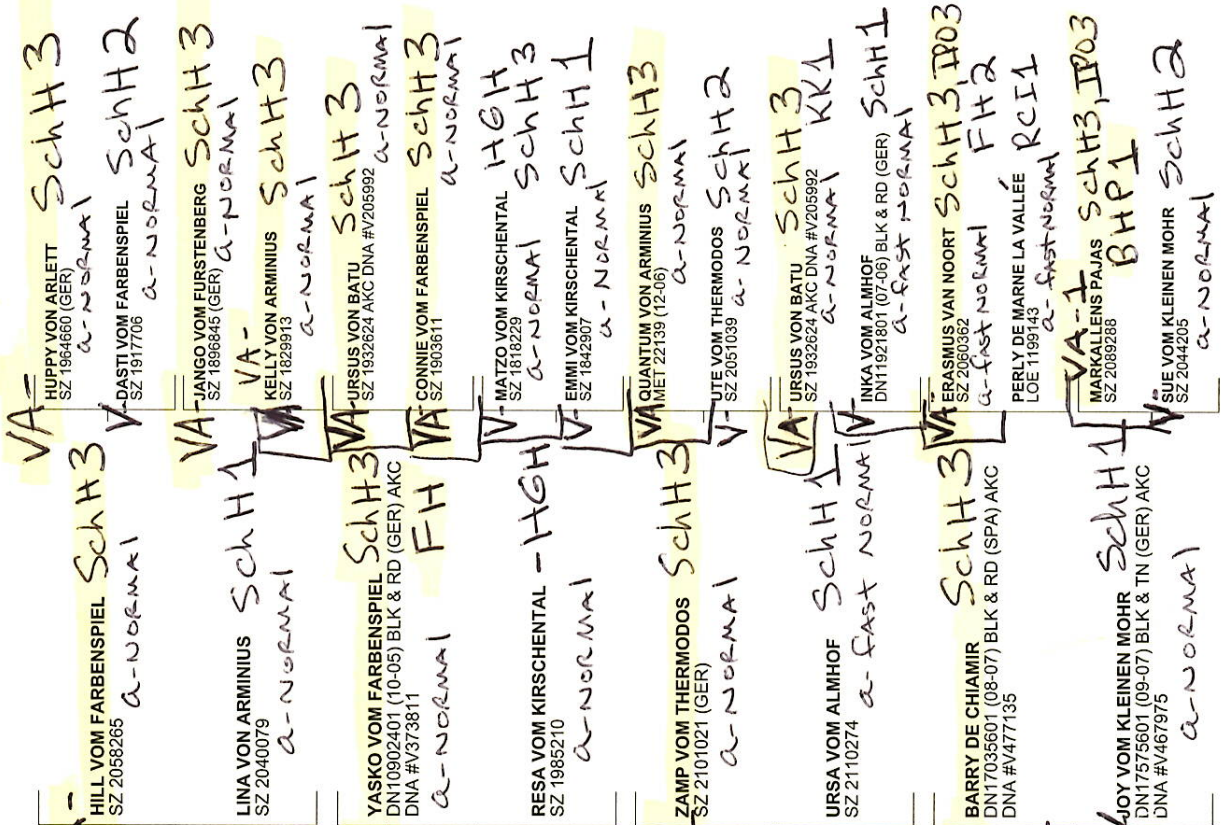 HILL VOM FARBENSPIEL SchH3
SZ 2058265
a-NORMAl
LINA VON ARMINIUS SchH1
SZ 2040079
a-NORMAl
YASKO VOM FARBENSPIEL SchH3
DN10902401 (10-05) BLK & RD (GER) AKC
DNA #V373811 FH
a-NORMAl
RESA VOM KIRSCHENTAL -HGH
SZ 1985210
a-NORMAl
ZAMP VOM THERMODOS SchH3
SZ 2101021 (GER)
a-NORMAl
URSA VOM ALMHOF SchH1
SZ 2110274
a-FAST NORMAl
BARRY DE CHIAMIR SchH3
DN17035601 (08-07) BLK & RD (SPA) AKC
DNA #V477135
JOY VOM KLEINEN MOHR SchH1
DN17575601 (09-07) BLK & TN (GER) AKC
DNA #V467975
a-NORMAl
VA-
HUPPY VON ARLETT SchH3
SZ 1964660 (GER)
a-NORMAl
V-DASTI VOM FARBENSPIEL SchH2
SZ 1917706
a-NORMAl
VA-JANGO VOM FURSTENBERG SchH3
SZ 1896845 (GER)
a-NORMAl
VA-
KELLY VON ARMINIUS SchH3
SZ 1829913
a-NORMAl
VA-URSUS VON BATU SchH3
SZ 1932624 AKC DNA #V205992
a-NORMAl
VA-CONNIE VOM FARBENSPIEL SchH3
SZ 1903611
a-NORMAl
V-MATZO VOM KIRSCHENTAL HGH
SZ 1818229
a-NORMAl SchH3
V-EMMI VOM KIRSCHENTAL SchH1
SZ 1842907
VA QUANTUM VON ARMINIUS SchH3
MET 22139 (12-06)
a-NORMAl
V-UTE VOM THERMODOS SchH2
SZ 2051039
a-NORMAl
VA-URSUS VON BATU SchH3
SZ 1932624 AKC DNA #V205992
a-NORMAl KK1
V-INKA VOM ALMHOF
DN11921801 (07-06) BLK & RD (GER) SchH1
a-fast NORMAl
VA-ERASMUS VAN NOORT SchH3, IPO3
SZ 2060362
a-fast NORMAl FH2
PERLY DE MARNE LA VALLÉE RCI1
LOE 1199143
a-fastNORMAl
VA-1
MARKALLENS PAJAS SchH3, IPO3
SZ 2089288
BHP1
V-SUE VOM KLEINEN MOHR SchH2
SZ 2044205
a-NORMAl